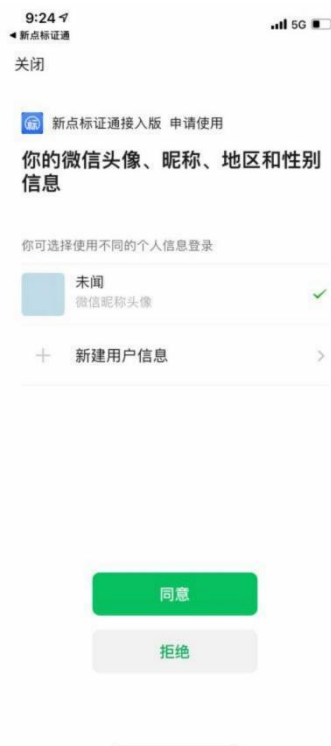 9:24
5G
新点标证通
关闭
新点标证通接入版 申请使用
你的微信头像、昵称、地区和性别
信息
你可选择使用不同的个人信息登录
未闻
微信昵称头像
新建用户信息
同意
拒绝